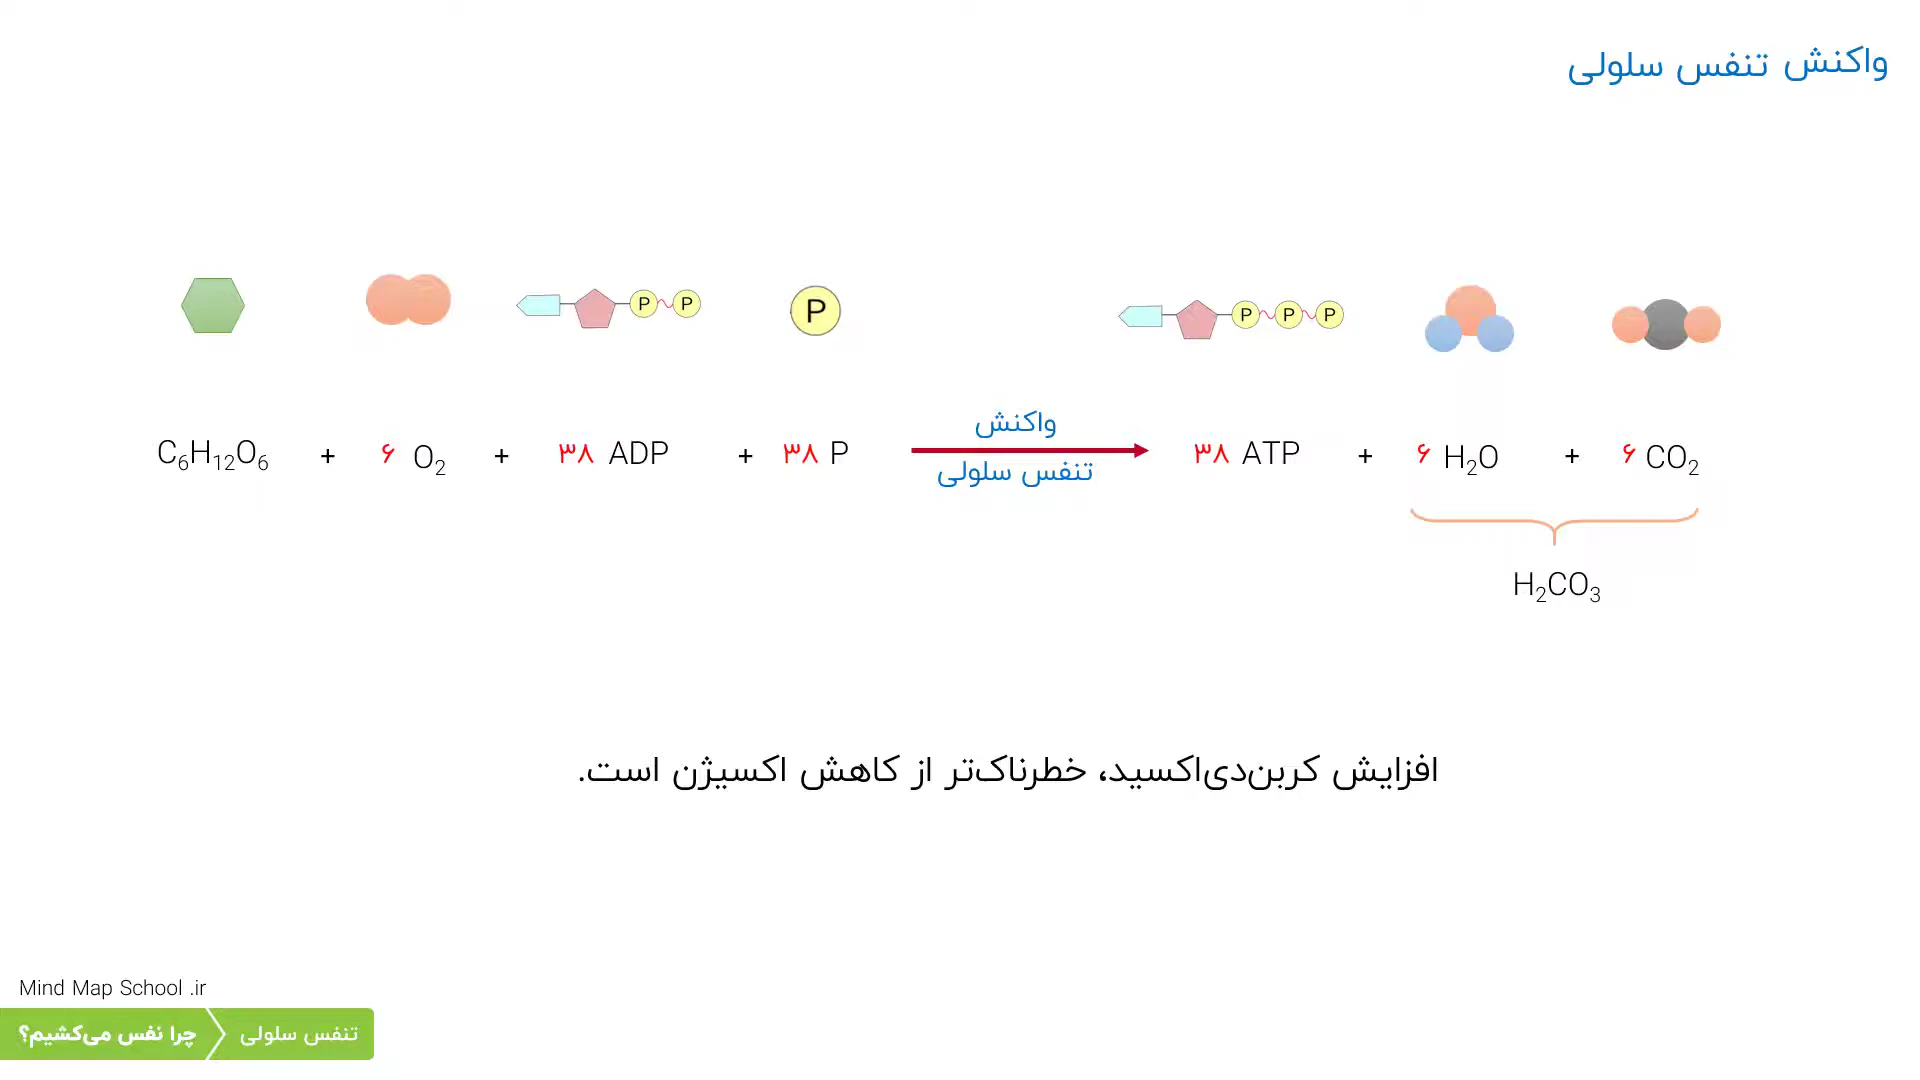 واکنش تنفس سلولی
P P
P
P P P
C₆H₁₂O₆ + ۶ O₂ + ۳۸ ADP + ۳۸ P واکنش تنفس سلولی ۳۸ ATP + ۶ H₂O + ۶ CO₂
H₂CO₃
افزایش کربن‌دی‌اکسید، خطرناک‌تر از کاهش اکسیژن است.
Mind Map School .ir
تنفس سلولی
چرا نفس می‌کشیم؟